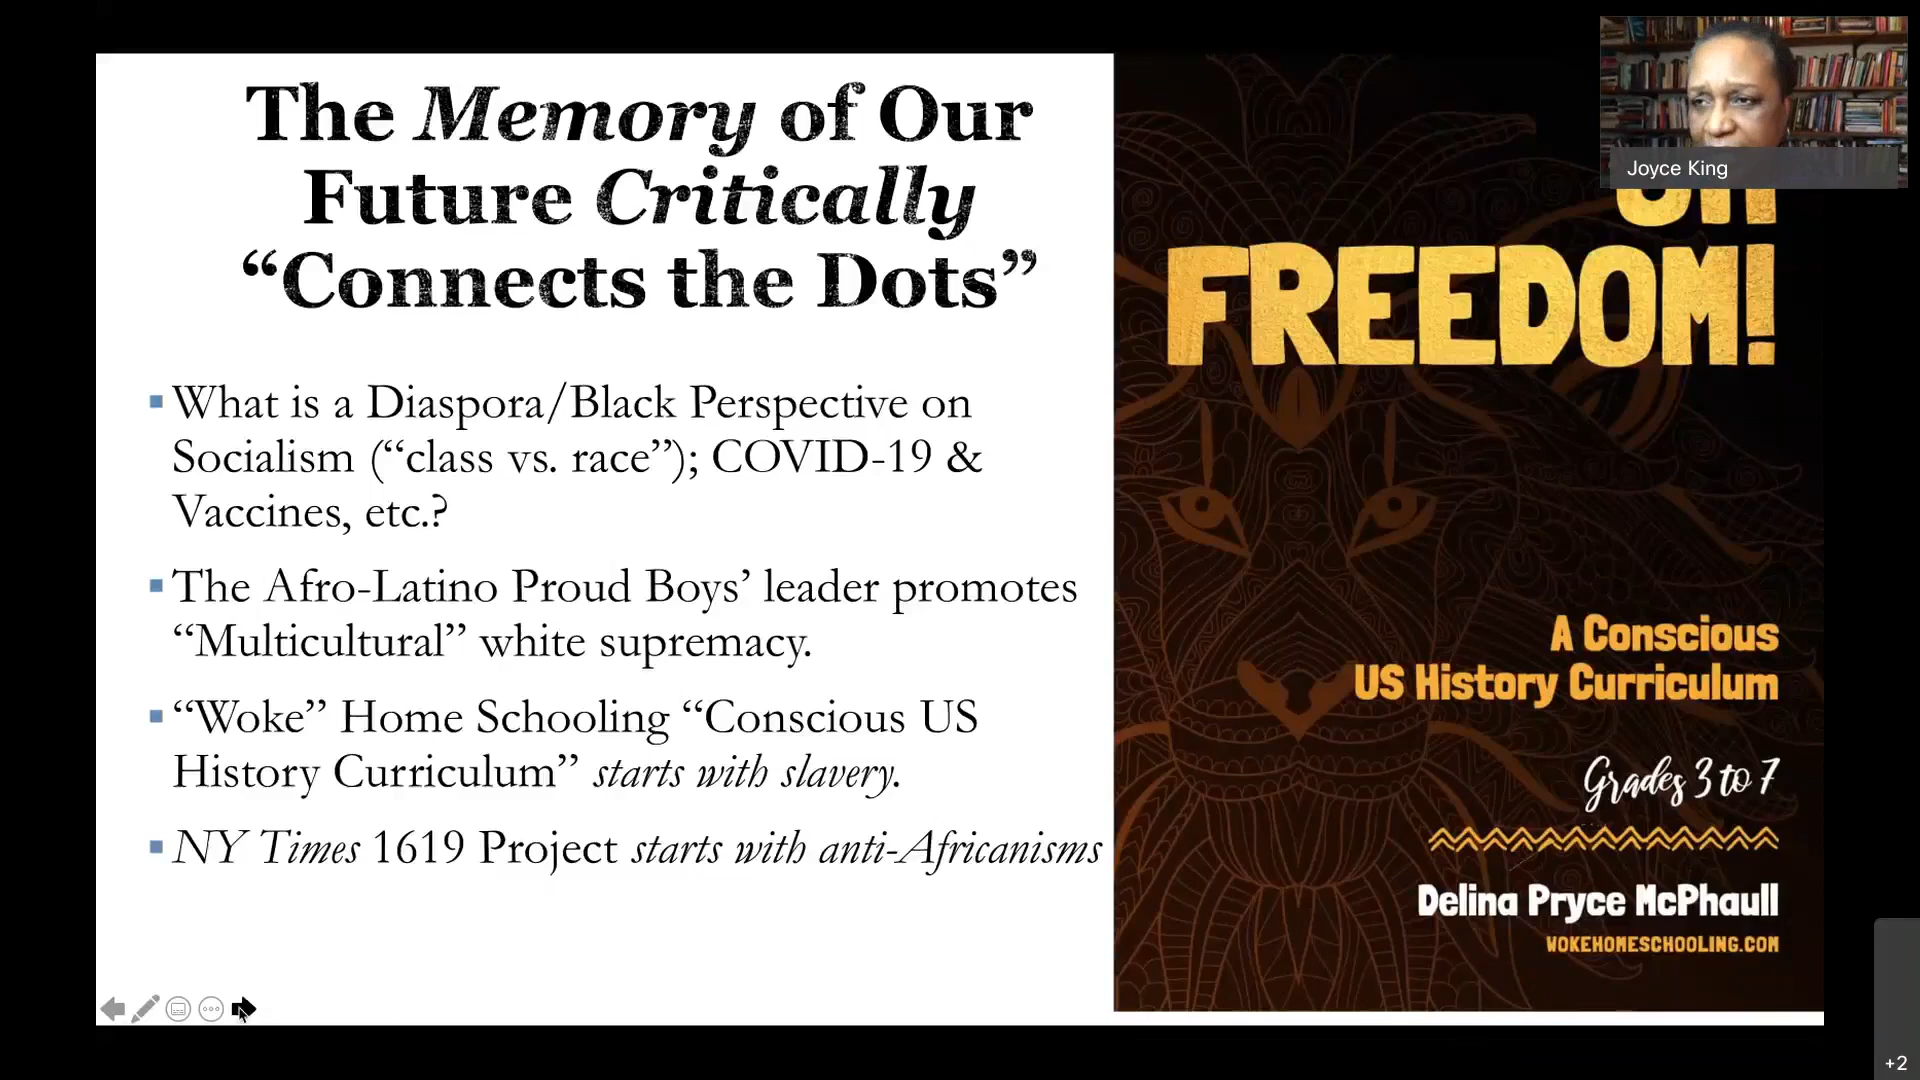 The Memory of Our
Future Critically
“Connects the Dots”
▪ What is a Diaspora/Black Perspective on
Socialism (“class vs. race”); COVID-19 &
Vaccines, etc.?
▪ The Afro-Latino Proud Boys’ leader promotes
“Multicultural” white supremacy.
▪ “Woke” Home Schooling “Conscious US
History Curriculum” starts with slavery.
▪ NY Times 1619 Project starts with anti-Africanisms
Joyce King
FREEDOM!
A Conscious
US History Curriculum
Grades 3 to 7
Delina Pryce McPhaull
WOKEHOMESCHOOLING.COM
+2